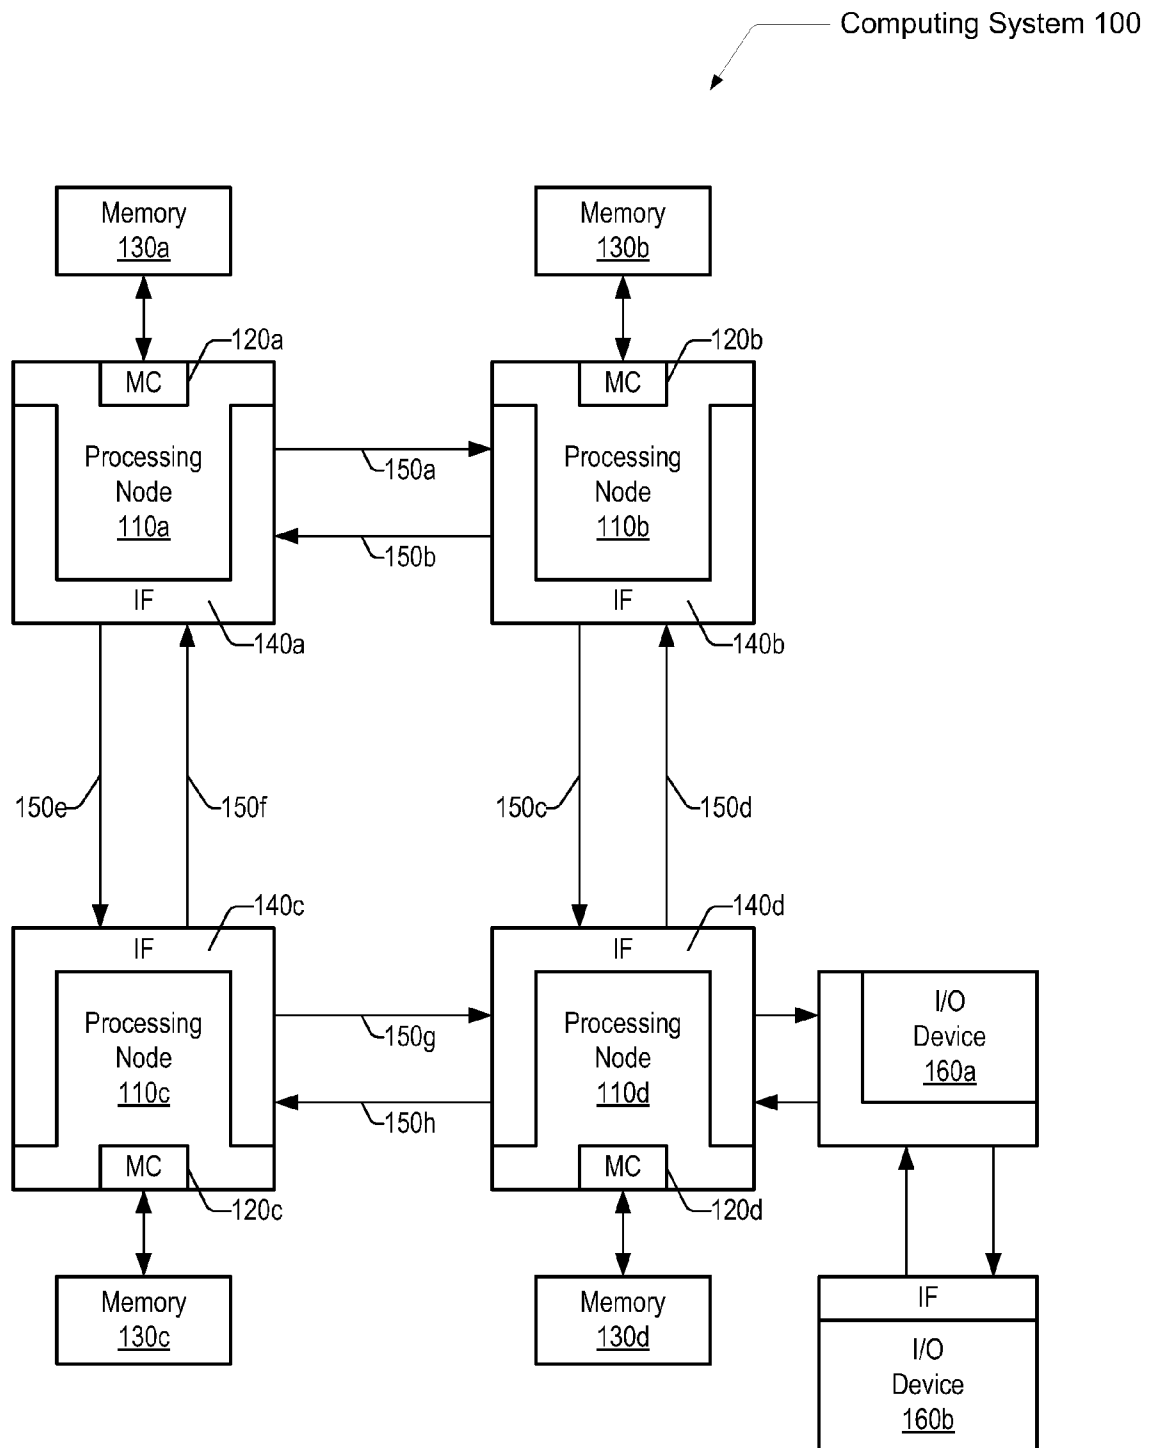 Computing System 100
Memory
130a
Memory
130b
120a
120b
MC
MC
Processing
Node
110a
150a
Processing
Node
110b
150b
IF
140a
IF
140b
150e
150f
150c
150d
140c
140d
IF
IF
Processing
Node
110c
150g
Processing
Node
110d
I/O
Device
160a
150h
MC
120c
MC
120d
Memory
130c
Memory
130d
IF
I/O
Device
160b